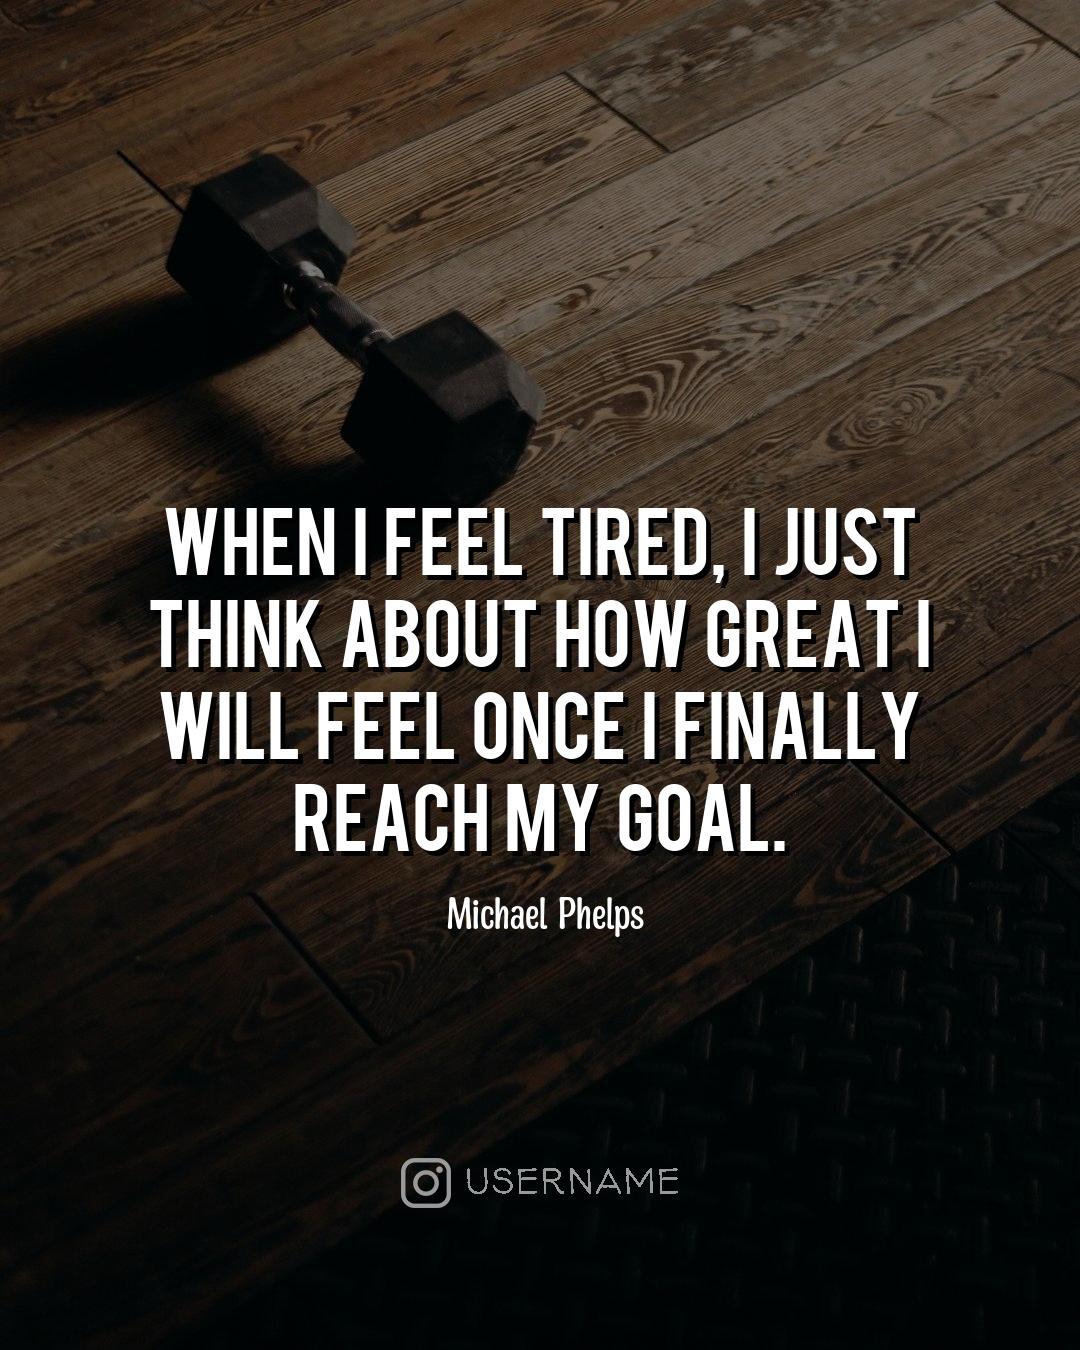 WHEN I FEEL TIRED, I JUST
THINK ABOUT HOW GREAT I
WILL FEEL ONCE I FINALLY
REACH MY GOAL.
Michael Phelps
USERNAME